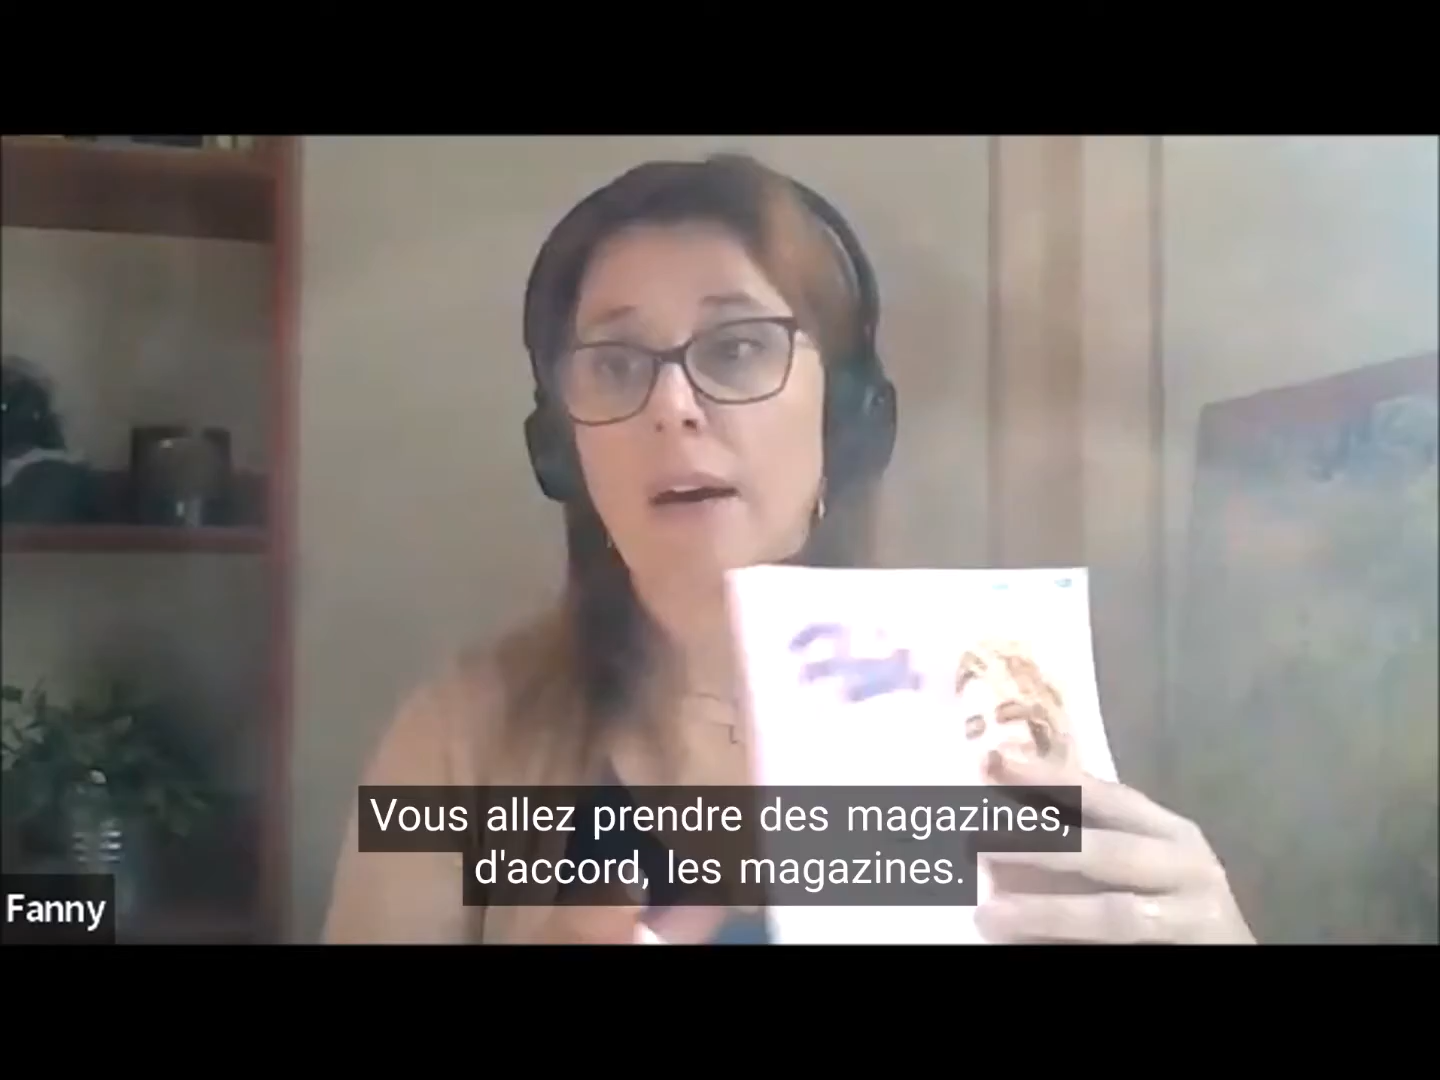 Vous allez prendre des magazines,
d'accord, les magazines.
Fanny